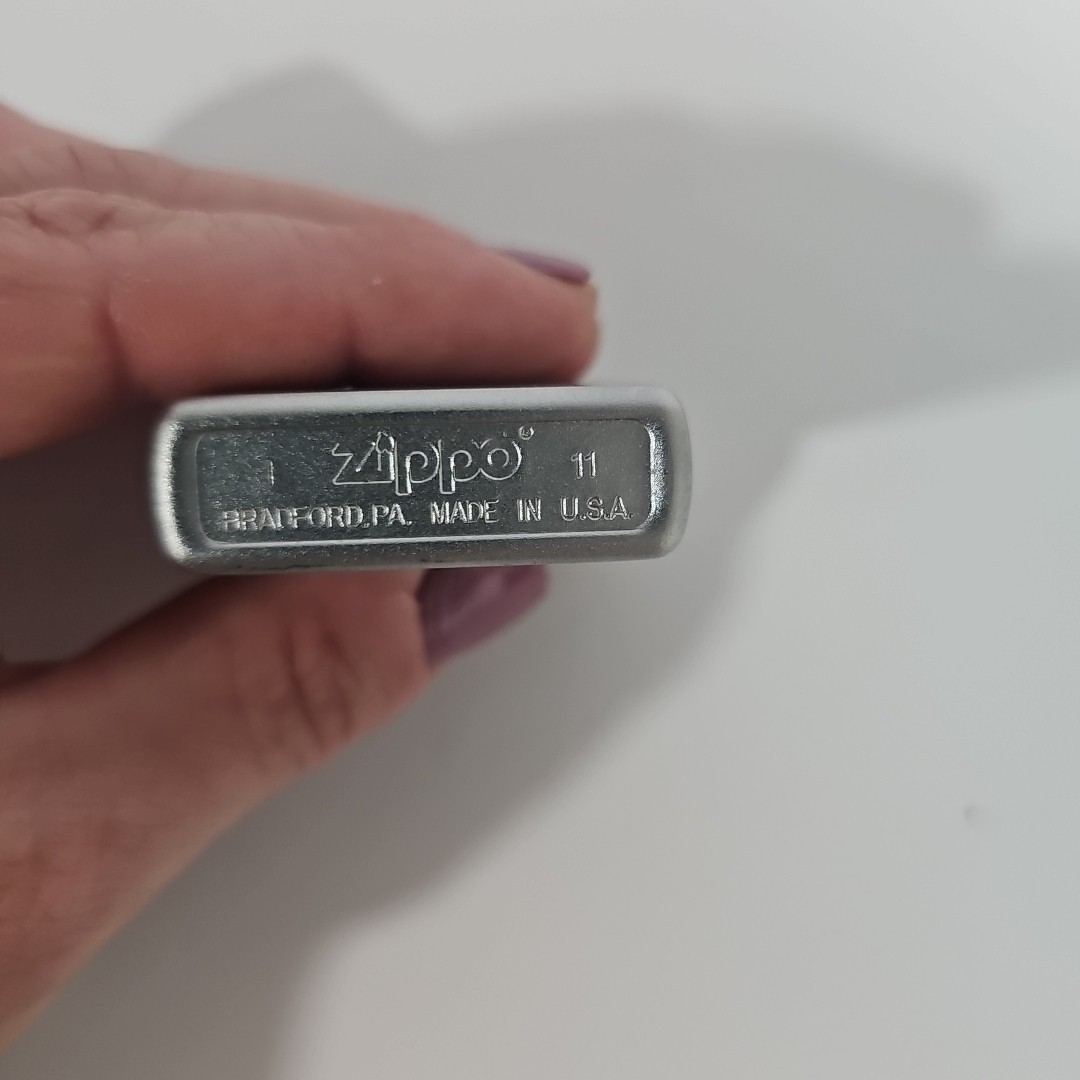 Zippo ® 11
BRADFORD.PA. MADE IN U.S.A.